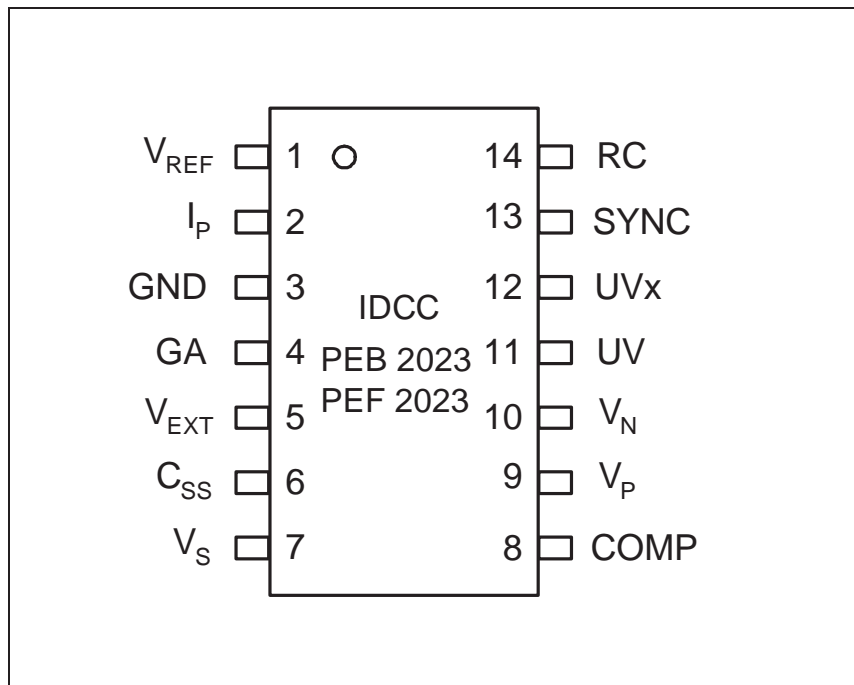 V_REF 1 14 RC
I_P 2 13 SYNC
GND 3 12 UVx
IDCC
GA 4 PEB 2023 11 UV
PEF 2023
V_EXT 5 10 V_N
C_SS 6 9 V_P
V_S 7 8 COMP